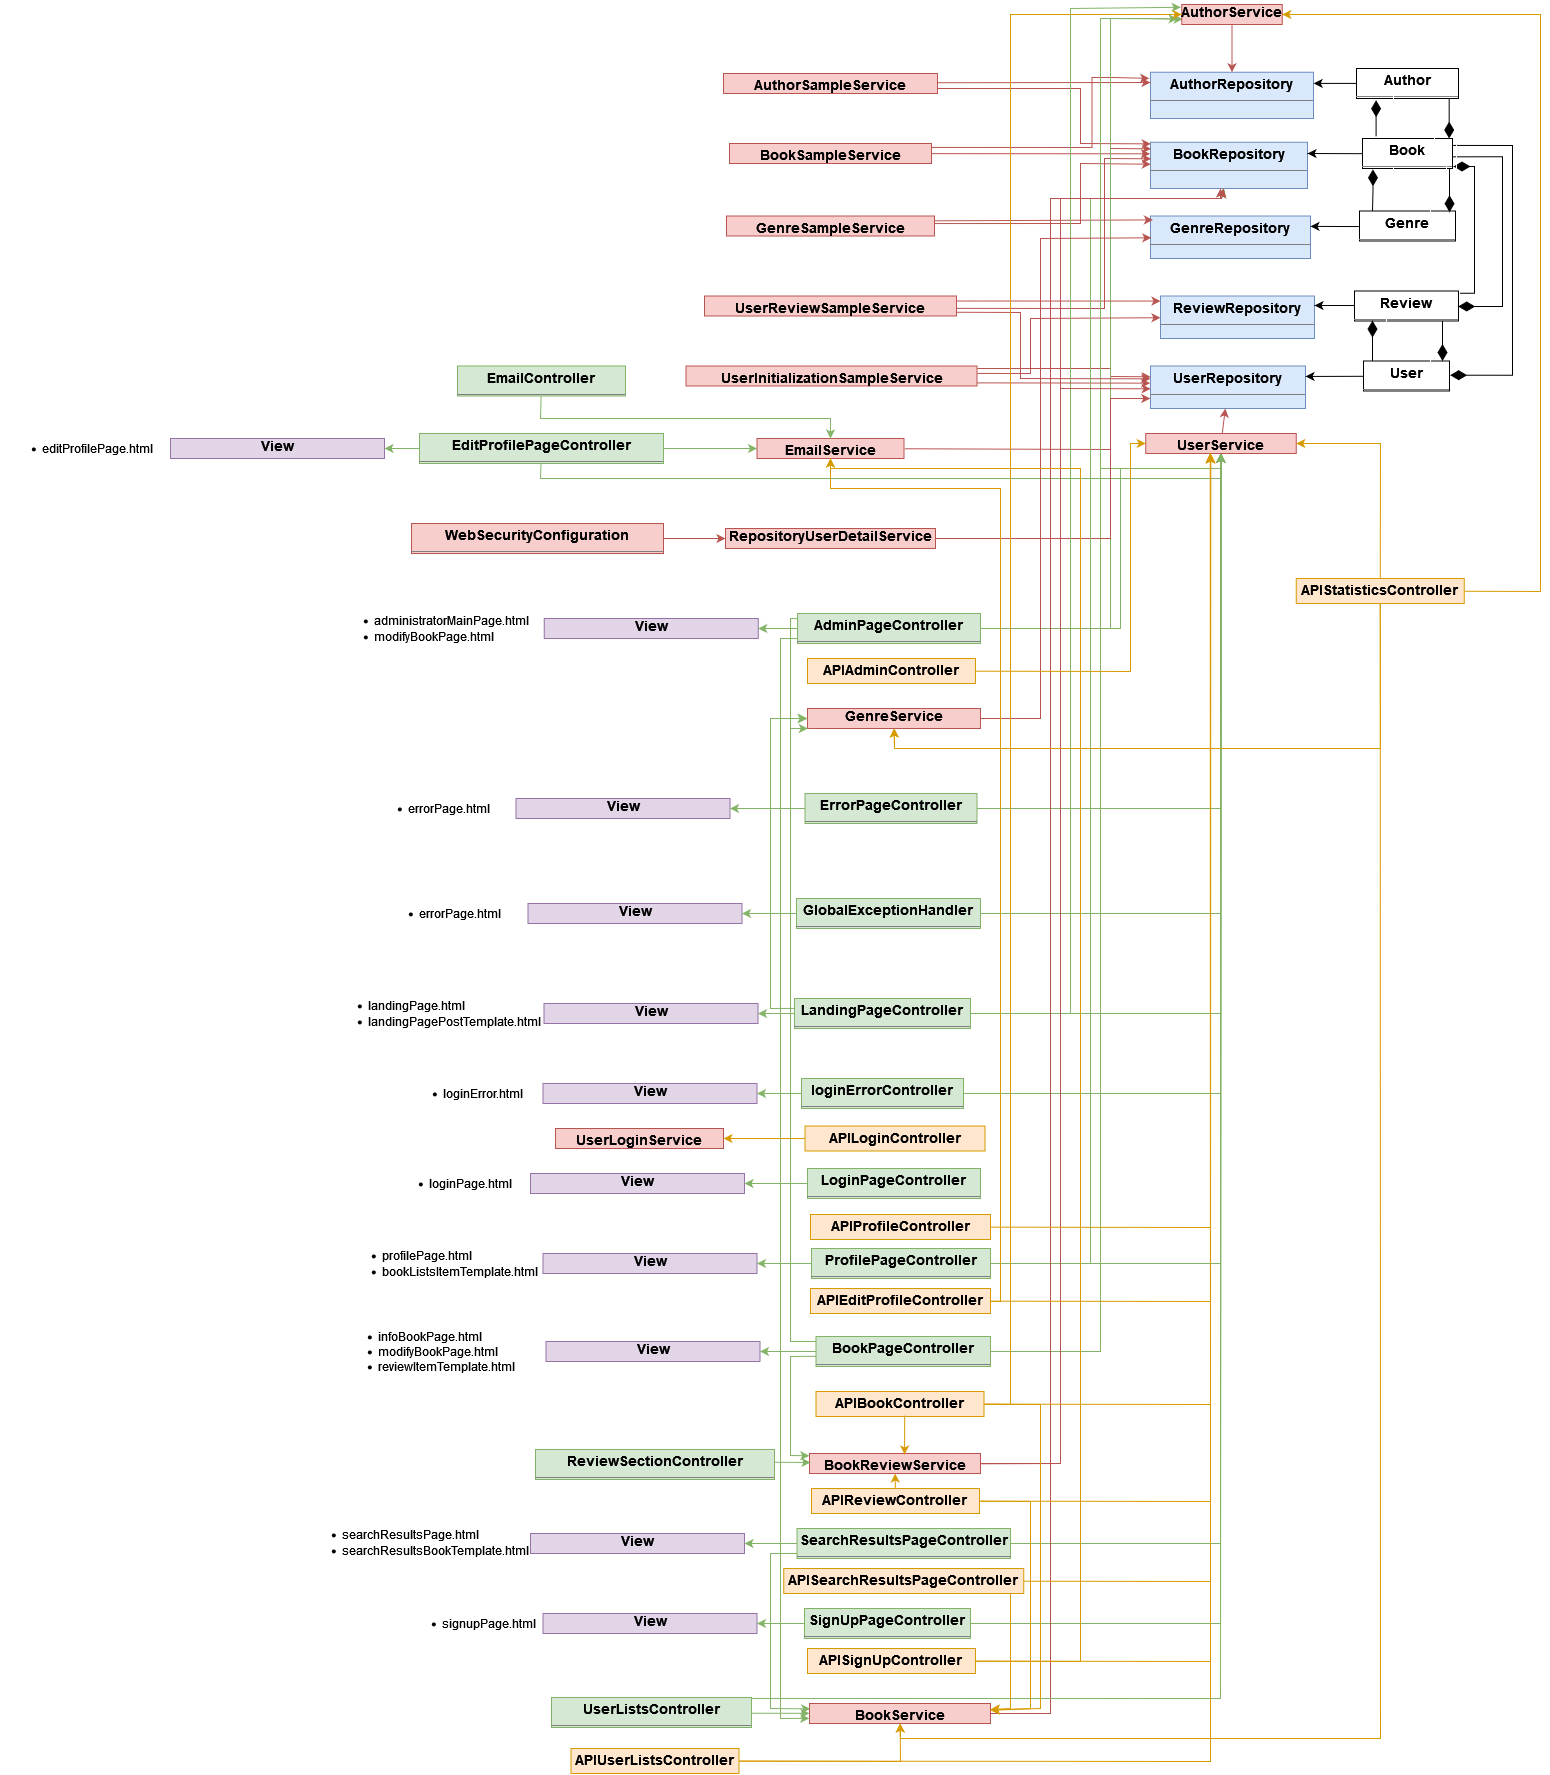 AuthorService
AuthorSampleService
AuthorRepository
Author
BookSampleService
BookRepository
Book
GenreSampleService
GenreRepository
Genre
UserReviewSampleService
ReviewRepository
Review
EmailController
UserInitializationSampleService
UserRepository
User
editProfilePage.html
View
EditProfilePageController
EmailService
UserService
WebSecurityConfiguration
RepositoryUserDetailService
APIStatisticsController
administratorMainPage.html
modifyBookPage.html
View
AdminPageController
APIAdminController
GenreService
errorPage.html
View
ErrorPageController
errorPage.html
View
GlobalExceptionHandler
landingPage.html
landingPagePostTemplate.html
View
LandingPageController
loginError.html
View
loginErrorController
UserLoginService
APILoginController
loginPage.html
View
LoginPageController
APIProfileController
profilePage.html
bookListsItemTemplate.html
View
ProfilePageController
APIEditProfileController
infoBookPage.html
modifyBookPage.html
reviewItemTemplate.html
View
BookPageController
APIBookController
ReviewSectionController
BookReviewService
APIReviewController
searchResultsPage.html
searchResultsBookTemplate.html
View
SearchResultsPageController
APISearchResultsPageController
signupPage.html
View
SignUpPageController
APISignUpController
UserListsController
BookService
APIUserListsController